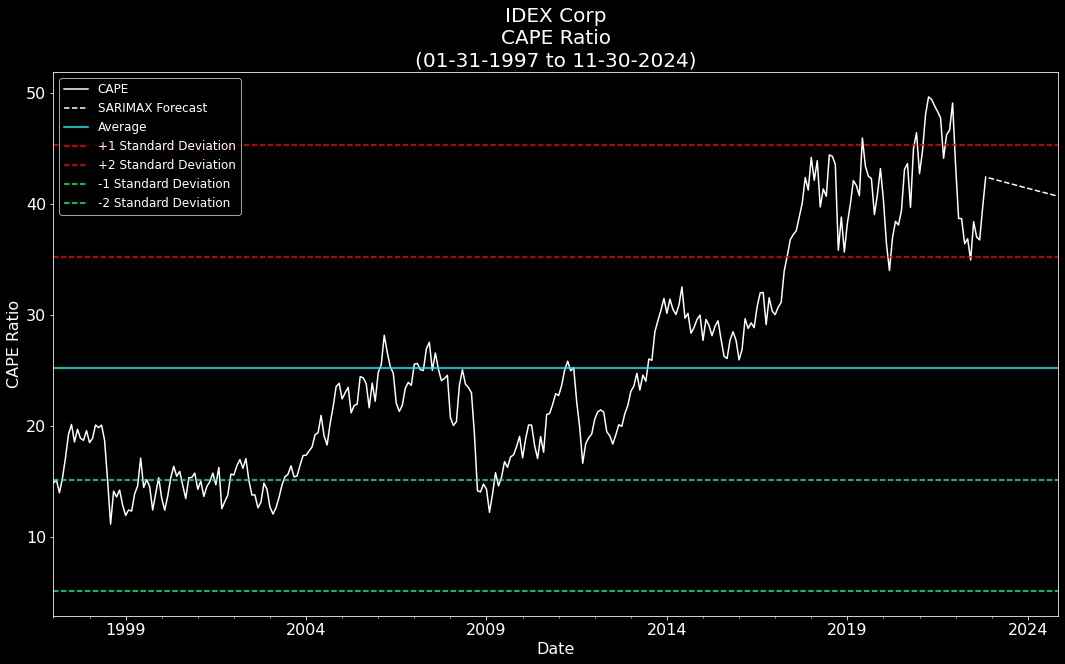 IDEX Corp
CAPE Ratio
(01-31-1997 to 11-30-2024)
CAPE
SARIMAX Forecast
Average
+1 Standard Deviation
+2 Standard Deviation
-1 Standard Deviation
-2 Standard Deviation
50
40
30
20
10
CAPE Ratio
1999 2004 2009 2014 2019 2024
Date